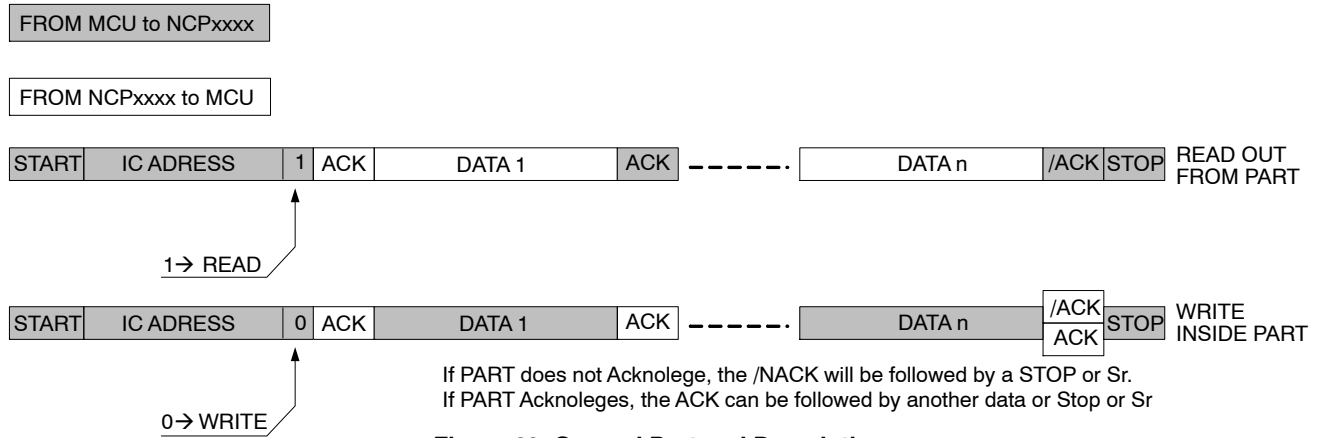 FROM MCU to NCPxxxx
FROM NCPxxxx to MCU
START IC ADRESS 1 ACK DATA 1 ACK DATA n /ACK STOP READ OUT
FROM PART
1→ READ
START IC ADRESS 0 ACK DATA 1 ACK DATA n /ACK
ACK STOP WRITE
INSIDE PART
If PART does not Acknolege, the /NACK will be followed by a STOP or Sr.
If PART Acknoleges, the ACK can be followed by another data or Stop or Sr
0→ WRITE